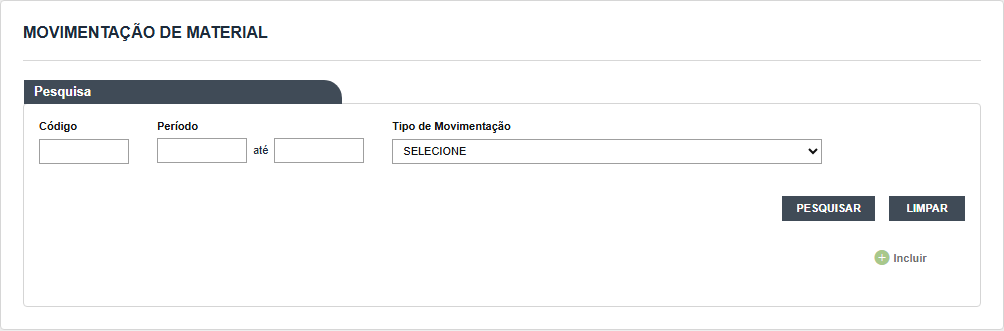 MOVIMENTAÇÃO DE MATERIAL
Pesquisa
Código Período Tipo de Movimentação
até SELECIONE
PESQUISAR LIMPAR
Incluir